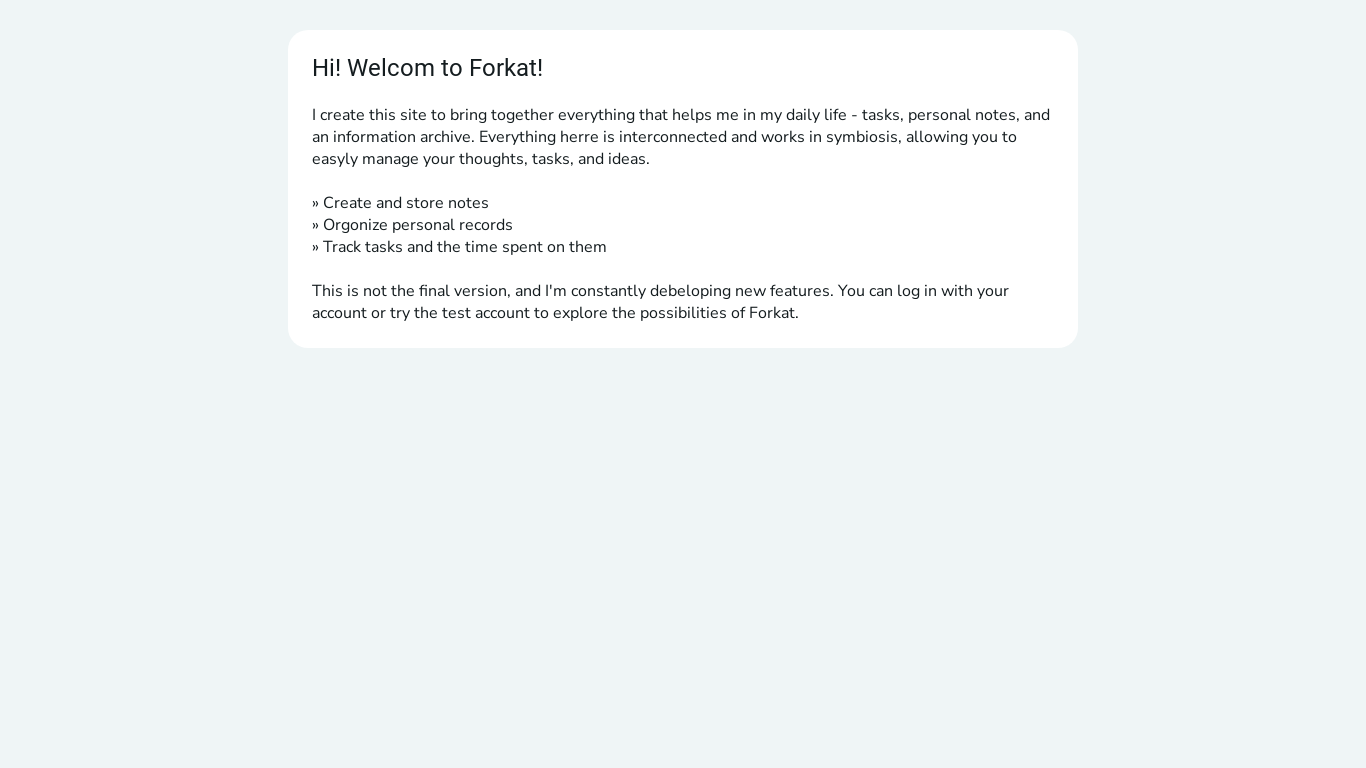 Hi! Welcom to Forkat!
I create this site to bring together everything that helps me in my daily life - tasks, personal notes, and
an information archive. Everything herre is interconnected and works in symbiosis, allowing you to
easyly manage your thoughts, tasks, and ideas.
» Create and store notes
» Orgonize personal records
» Track tasks and the time spent on them
This is not the final version, and I'm constantly debeloping new features. You can log in with your
account or try the test account to explore the possibilities of Forkat.